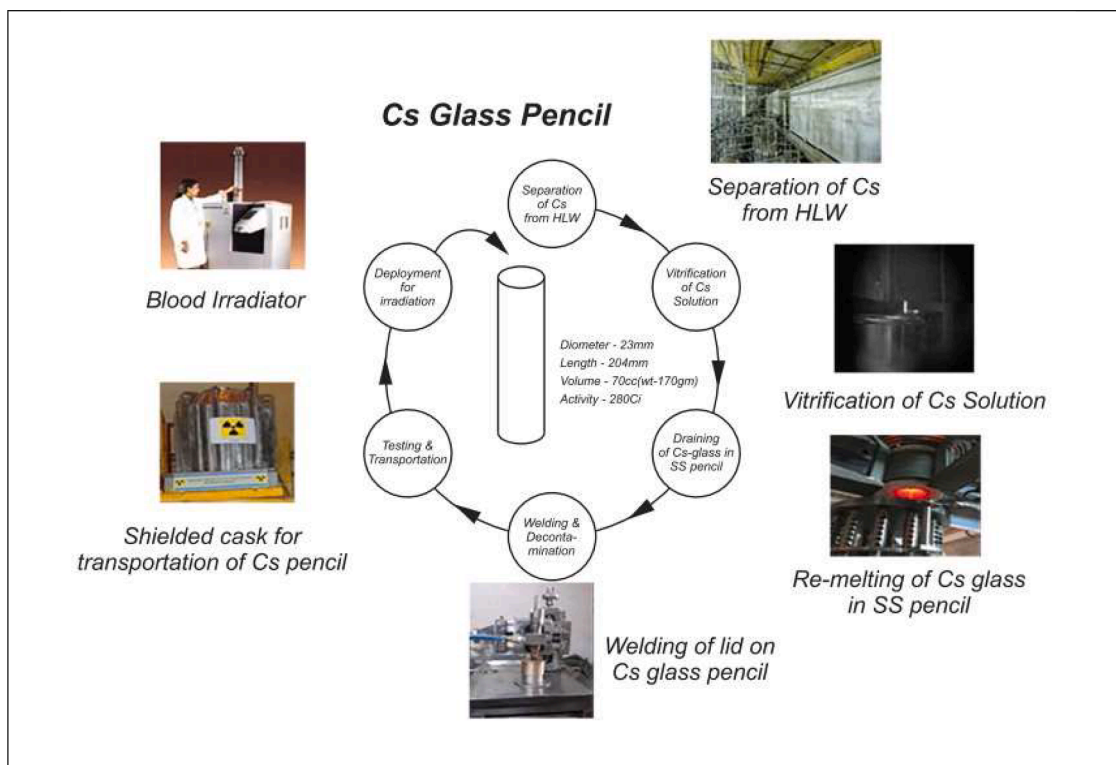 Cs Glass Pencil
Separation
of Cs
from HLW
Vitrification
of Cs
Solution
Draining
of Cs-glass in
SS pencil
Welding &
Deconta-
mination
Testing &
Transportation
Deployment
for
irradiation
Diometer - 23mm
Length - 204mm
Volume - 70cc(wt-170gm)
Activity - 280Ci
Separation of Cs
from HLW
Vitrification of Cs Solution
Re-melting of Cs glass
in SS pencil
Welding of lid on
Cs glass pencil
Shielded cask for
transportation of Cs pencil
Blood Irradiator